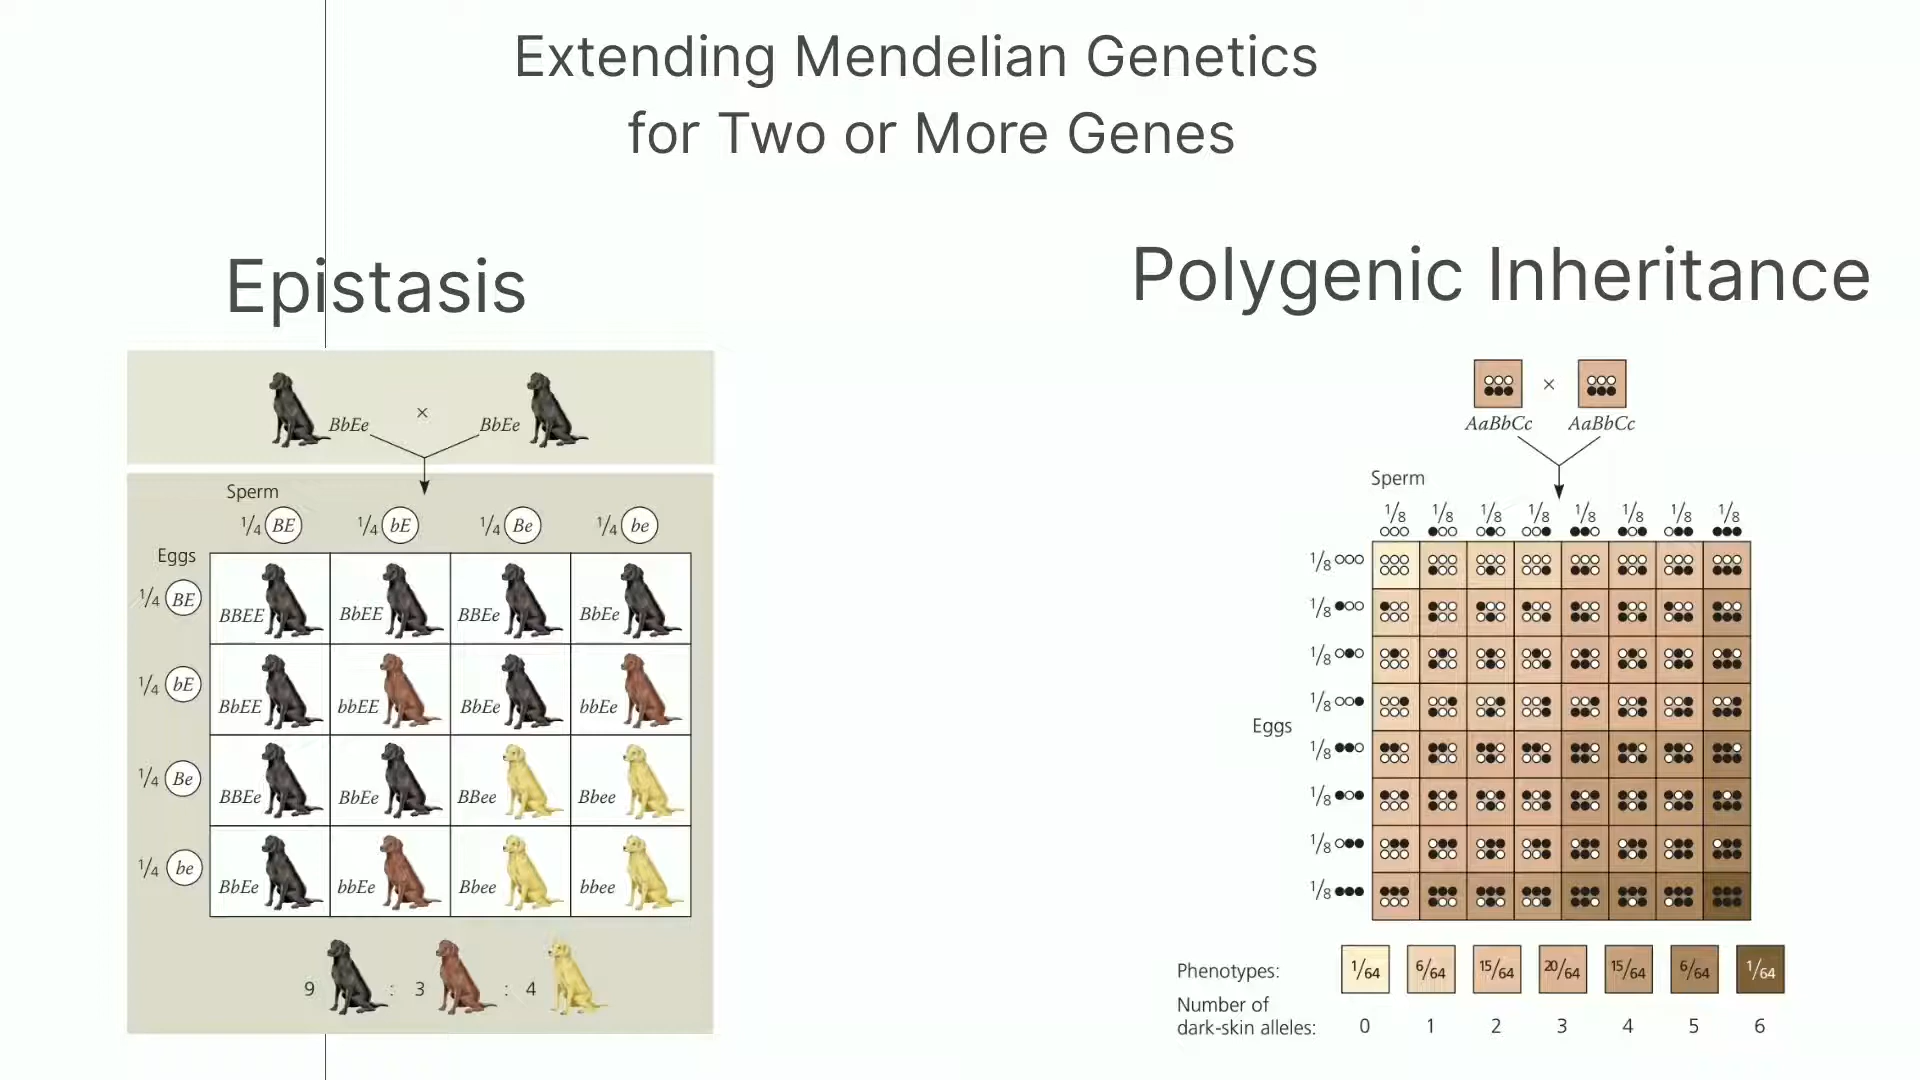 Extending Mendelian Genetics
for Two or More Genes
Epistasis
BbEe × BbEe
Sperm
1/4 BE 1/4 bE 1/4 Be 1/4 be
Eggs
1/4 BE BBEE BbEE BBEe BbEe
1/4 bE BbEE bbEE BbEe bbEe
1/4 Be BBEe BbEe BBee Bbee
1/4 be BbEe bbEe Bbee bbee
9 : 3 : 4
Polygenic Inheritance
×
AaBbCc AaBbCc
Sperm
1/8 1/8 1/8 1/8 1/8 1/8 1/8 1/8
1/8
1/8
1/8
1/8
Eggs
1/8
1/8
1/8
1/8
Phenotypes: 1/64 6/64 15/64 20/64 15/64 6/64 1/64
Number of
dark-skin alleles: 0 1 2 3 4 5 6